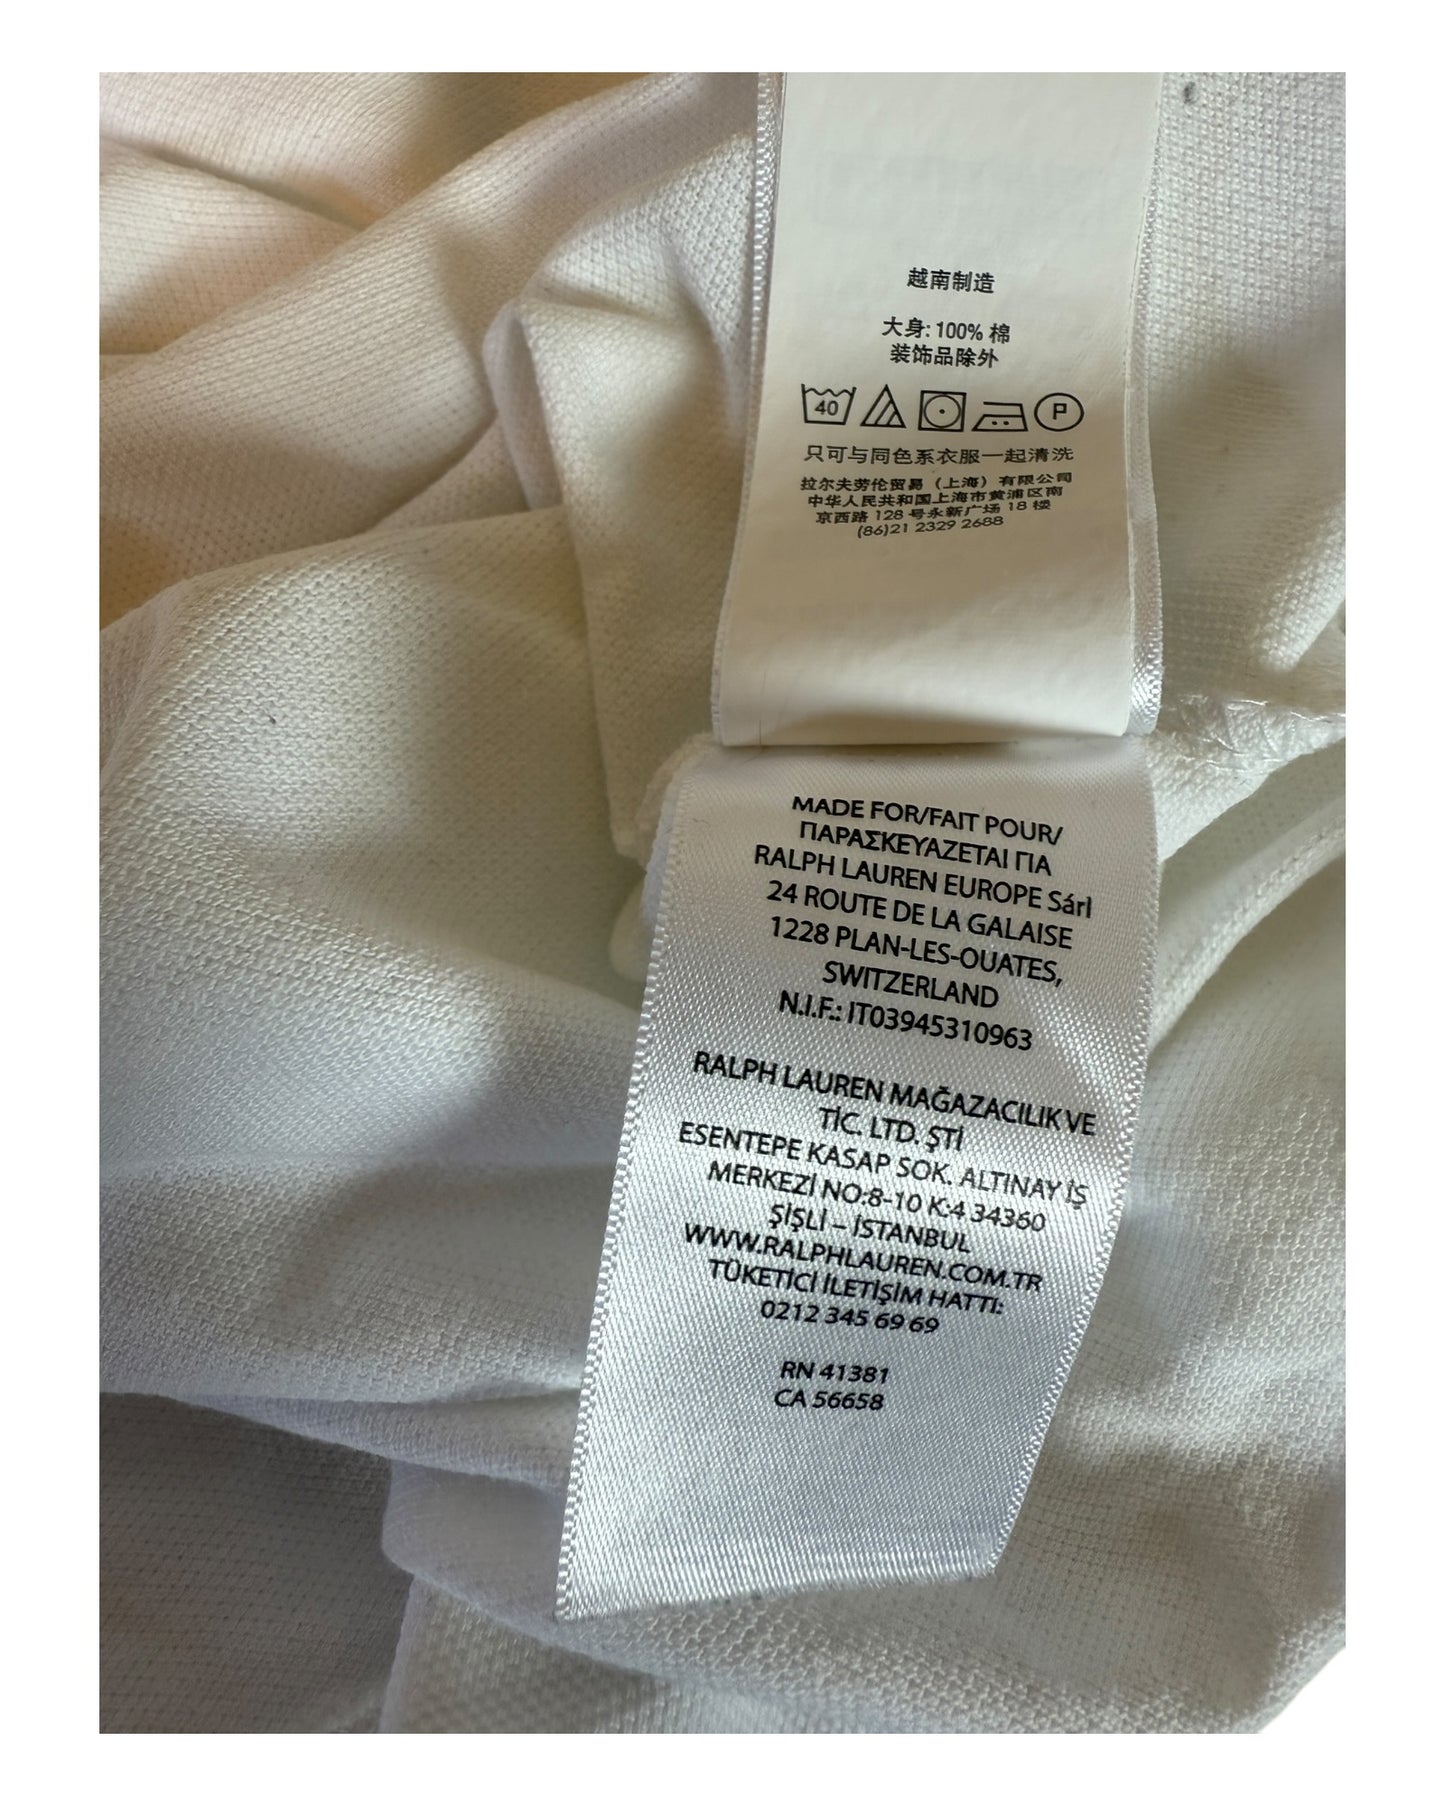 越南制造
大身: 100% 棉
装饰品除外
40 P
只可与同色系衣服一起清洗
拉尔夫劳伦贸易（上海）有限公司
中华人民共和国上海市黄浦区南
京西路 128 号永新广场 18 楼
(86)21 2329 2688
MADE FOR/FAIT POUR/
ΠΑΡΑΣΚΕΥΑΖΕΤΑΙ ΓΙΑ
RALPH LAUREN EUROPE Sárl
24 ROUTE DE LA GALAISE
1228 PLAN-LES-OUATES,
SWITZERLAND
N.I.F.: IT03945310963
RALPH LAUREN MAĞAZACILIK VE
TİC. LTD. ŞTİ
ESENTEPE KASAP SOK. ALTINAY İŞ
MERKEZİ NO:8-10 K:4 34360
ŞİŞLİ – İSTANBUL
WWW.RALPHLAUREN.COM.TR
TÜKETİCİ İLETİŞİM HATTI:
0212 345 69 69
RN 41381
CA 56658